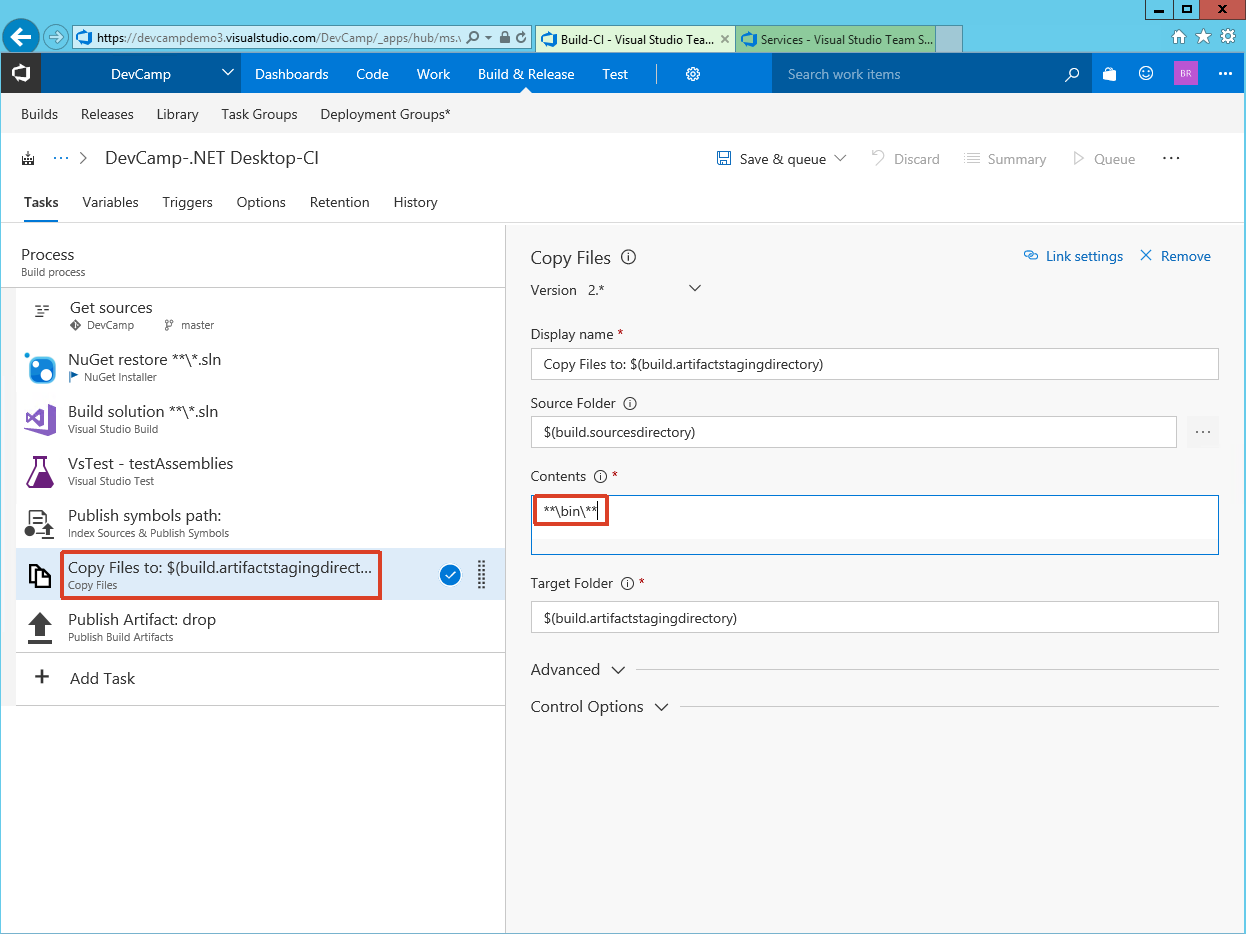 https://devcampdemo3.visualstudio.com/DevCamp/_apps/hub/ms.v
Build-CI - Visual Studio Tea...
Services - Visual Studio Team S...
DevCamp
Dashboards
Code
Work
Build & Release
Test
Search work items
BR
Builds
Releases
Library
Task Groups
Deployment Groups*
DevCamp-.NET Desktop-CI
Save & queue
Discard
Summary
Queue
Tasks
Variables
Triggers
Options
Retention
History
Process
Build process
Get sources
DevCamp
master
NuGet restore **\*.sln
NuGet Installer
Build solution **\*.sln
Visual Studio Build
VsTest - testAssemblies
Visual Studio Test
Publish symbols path:
Index Sources & Publish Symbols
Copy Files to: $(build.artifactstagingdirect...
Copy Files
Publish Artifact: drop
Publish Build Artifacts
Add Task
Copy Files
Link settings
Remove
Version 2.*
Display name *
Copy Files to: $(build.artifactstagingdirectory)
Source Folder
$(build.sourcesdirectory)
Contents *
**\bin\**
Target Folder *
$(build.artifactstagingdirectory)
Advanced
Control Options